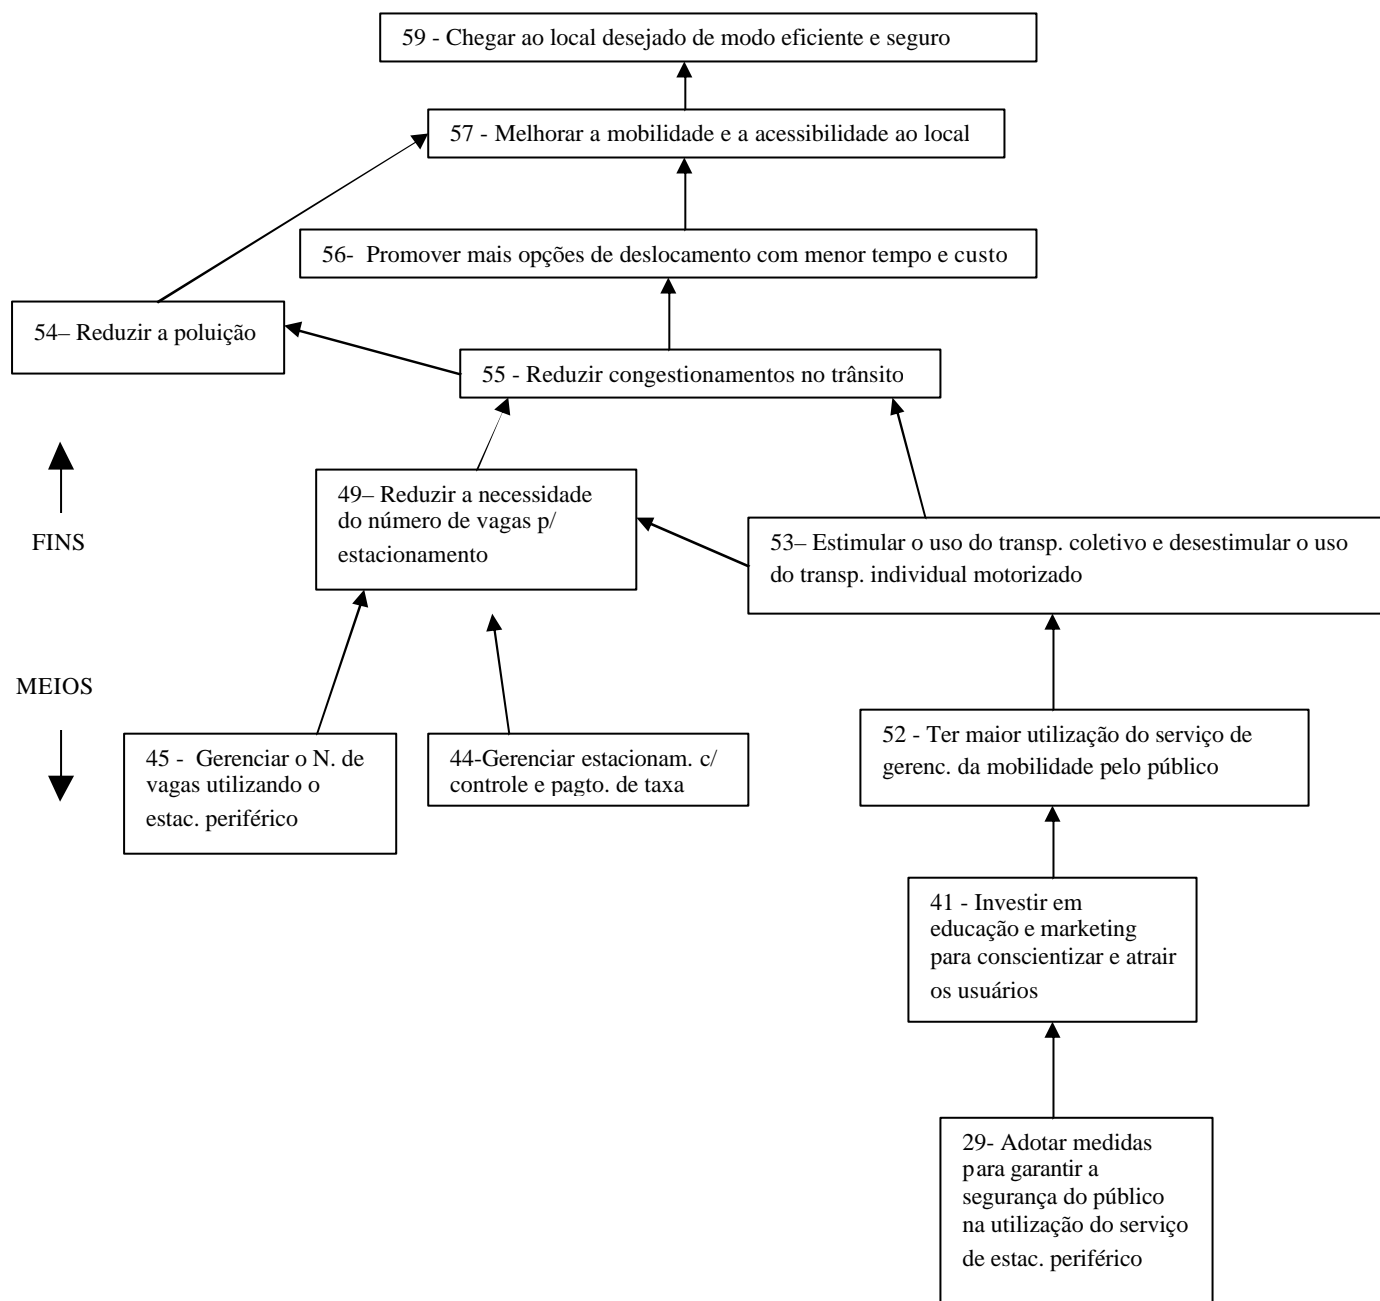 59 - Chegar ao local desejado de modo eficiente e seguro
57 - Melhorar a mobilidade e a acessibilidade ao local
56-  Promover mais opções de deslocamento com menor tempo e custo
54– Reduzir a poluição
55 - Reduzir congestionamentos no trânsito
FINS
49– Reduzir a necessidade
do número de vagas p/
estacionamento
53– Estimular o uso do transp. coletivo e desestimular o uso
do transp. individual motorizado
MEIOS
45 -  Gerenciar o N. de
vagas utilizando o
estac. periférico
44-Gerenciar estacionam. c/
controle e pagto. de taxa
52 - Ter maior utilização do serviço de
gerenc. da mobilidade pelo público
41 - Investir em
educação e marketing
para conscientizar e atrair
os usuários
29- Adotar medidas
para garantir a
segurança do público
na utilização do serviço
de estac. periférico